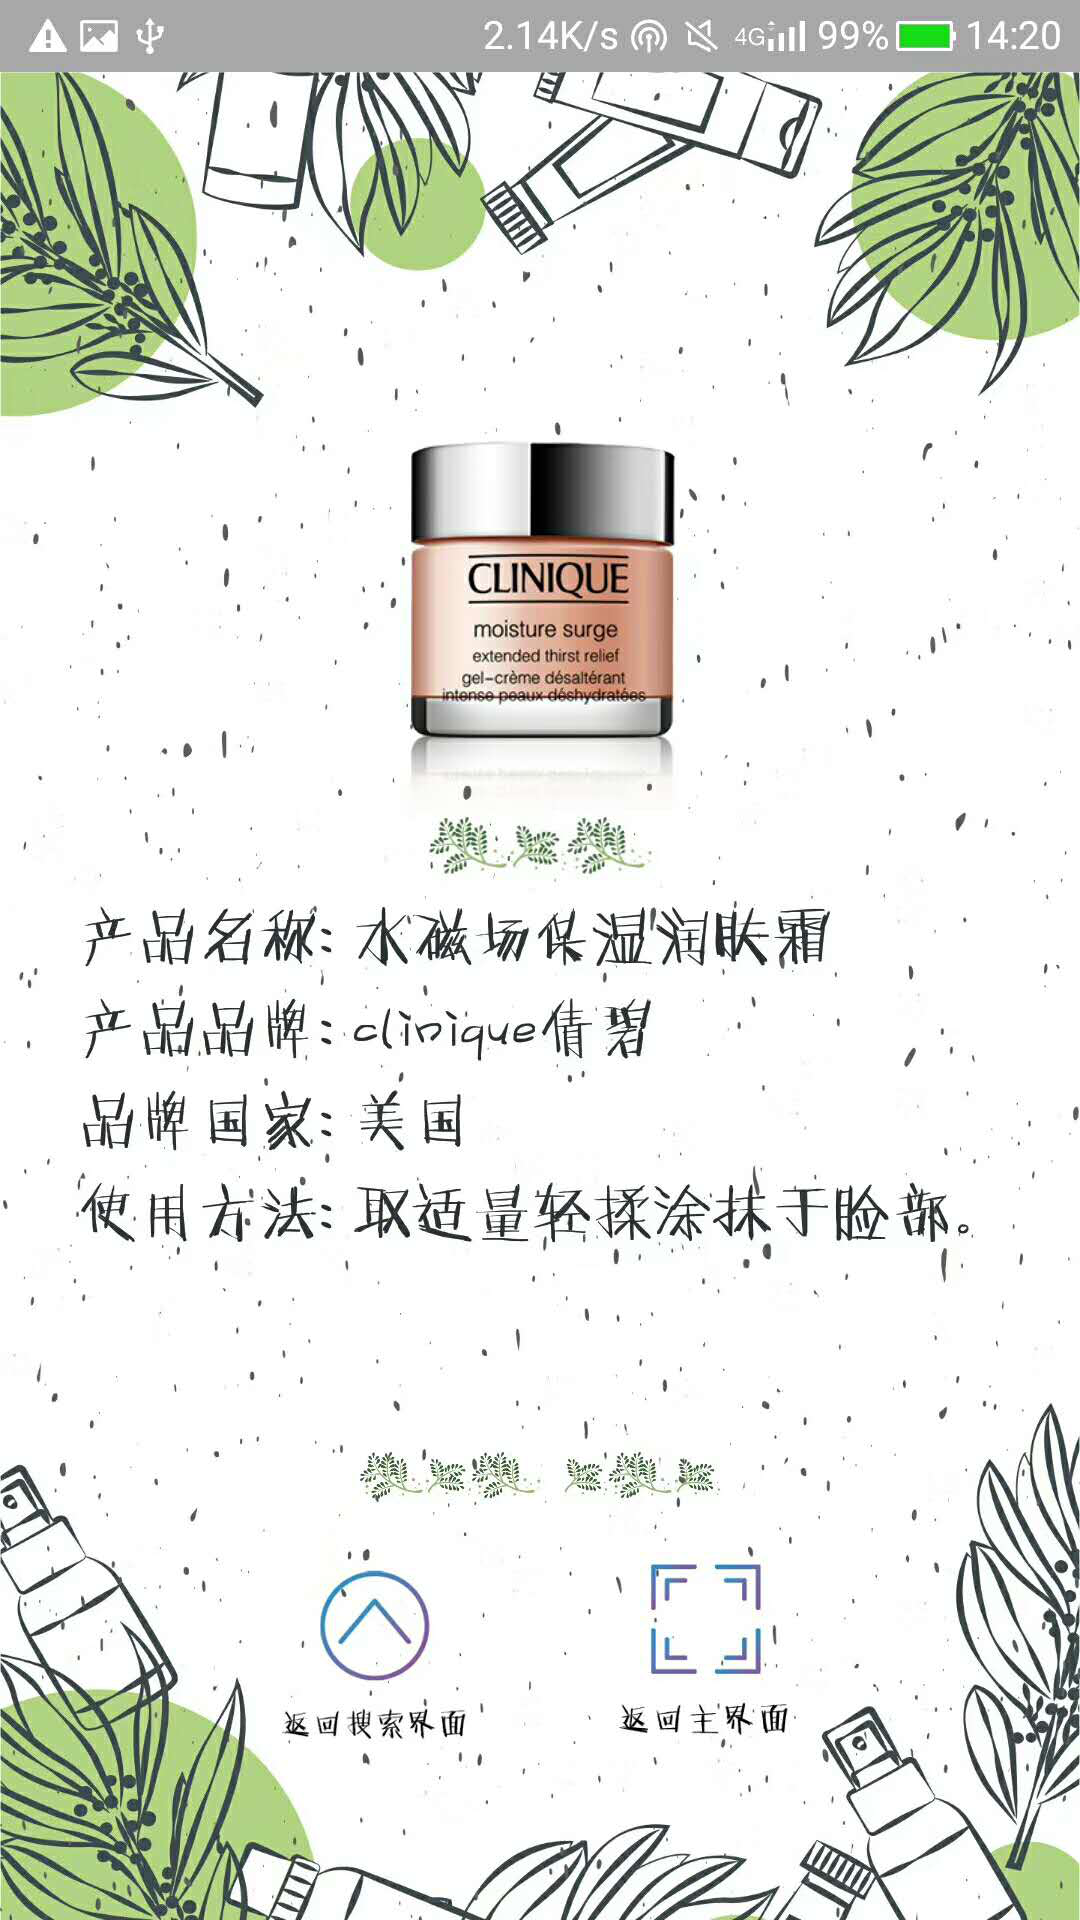 2.14K/s 4G 99% 14:20
CLINIQUE
moisture surge
extended thirst relief
gel-crème désaltérant
intense peaux déshydratées
产品名称: 水磁场保湿润肤霜
产品品牌: clinique倩碧
品牌国家: 美国
使用方法: 取适量轻揉涂抹于脸部。
返回搜索界面 返回主界面